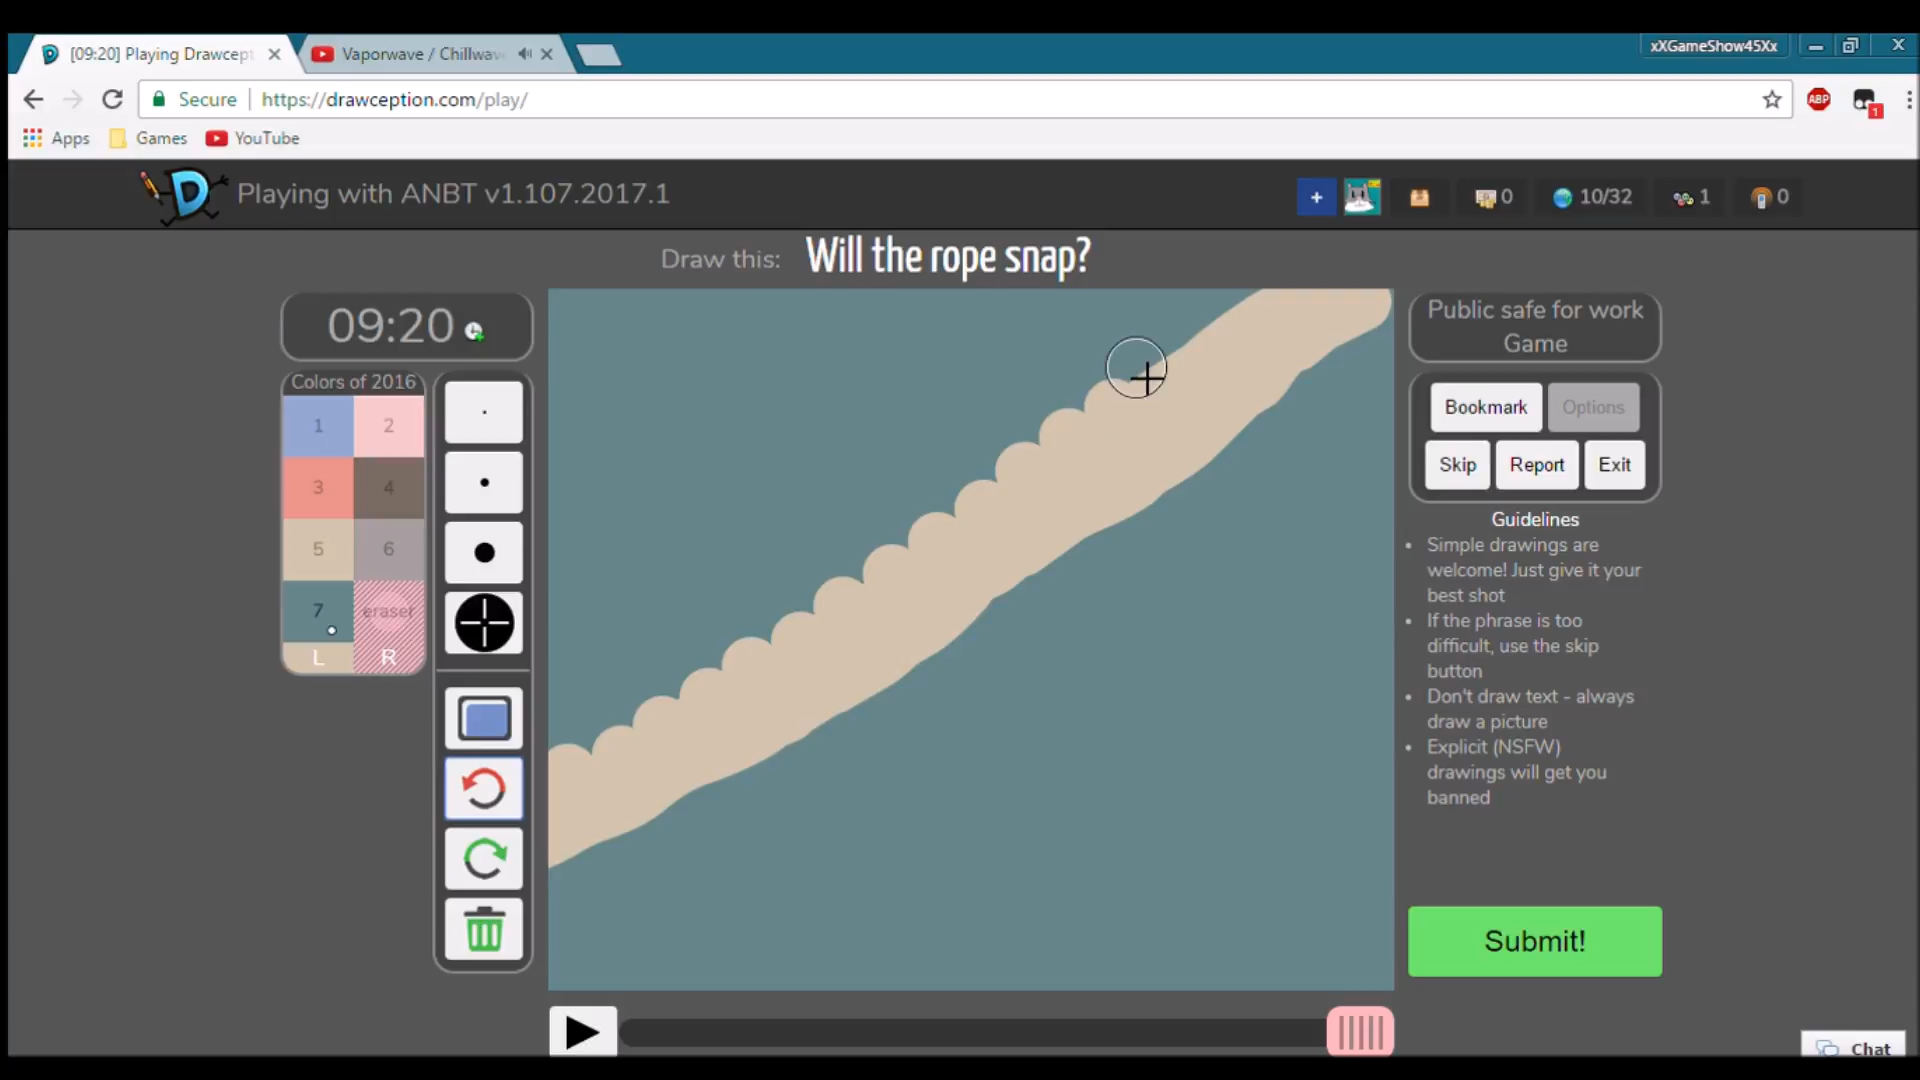 [09:20] Playing Drawcept
Vaporwave / Chillwav
xXGameShow45Xx
Secure
https://drawception.com/play/
ABP
1
Apps
Games
YouTube
D
Playing with ANBT v1.107.2017.1
+
0
10/32
1
0
Draw this: Will the rope snap?
09:20
Colors of 2016
1
2
3
4
5
6
7
eraser
L
R
Public safe for work
Game
Bookmark
Options
Skip
Report
Exit
Guidelines
• Simple drawings are
welcome! Just give it your
best shot
• If the phrase is too
difficult, use the skip
button
• Don't draw text - always
draw a picture
• Explicit (NSFW)
drawings will get you
banned
Submit!
Chat